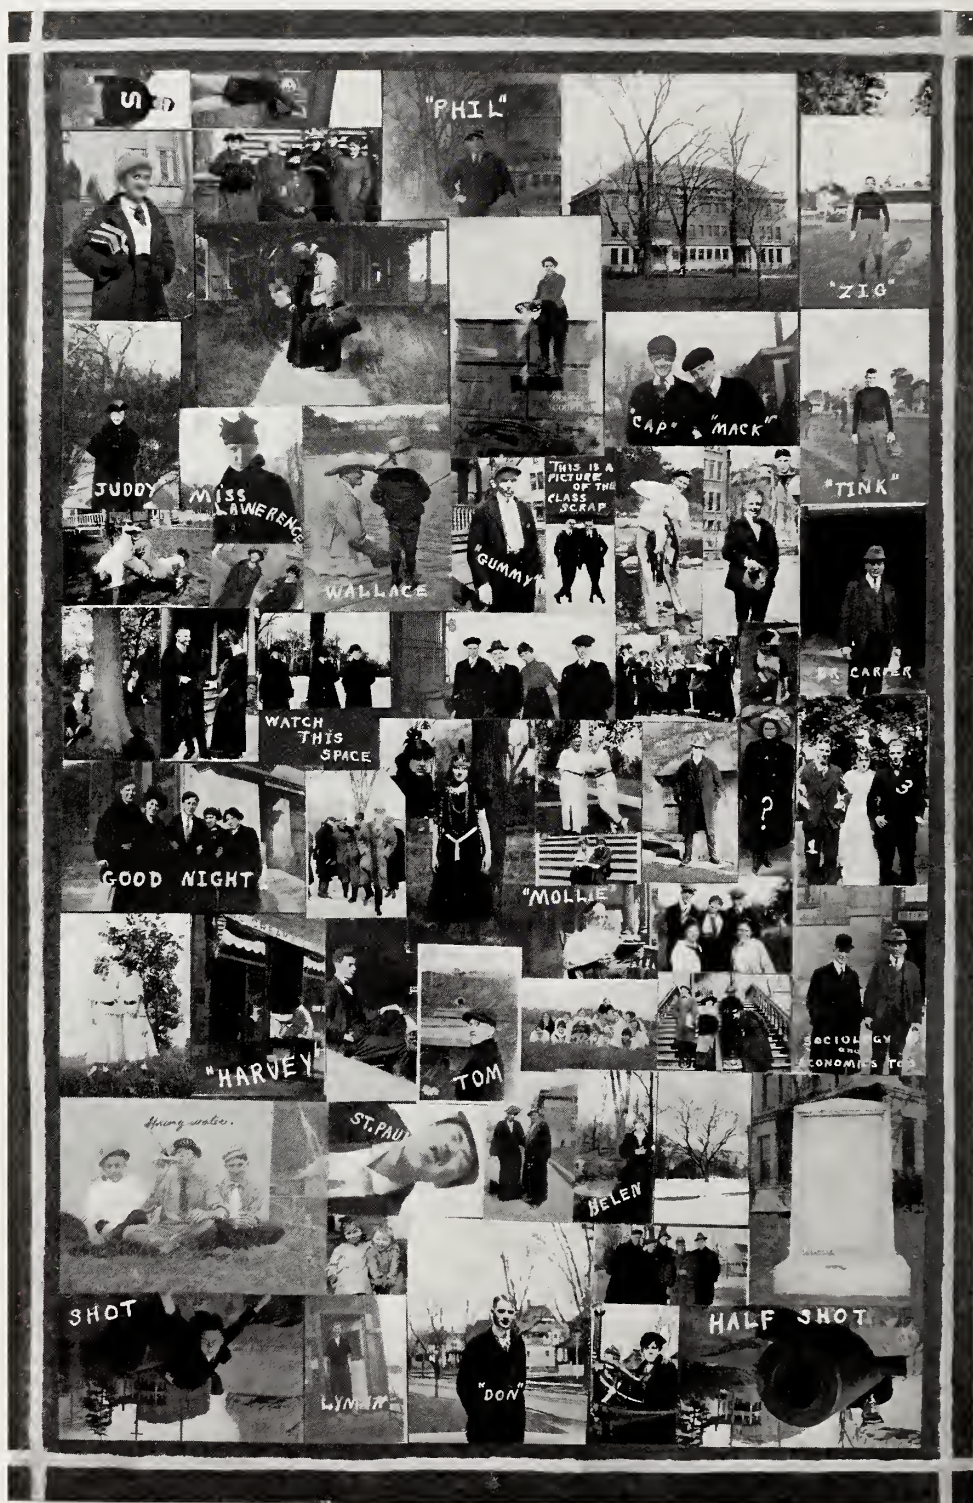 S
"PHIL"
"ZIG"
"CAP" "MACK"
"TINK"
JUDDY
MISS
LAWERENCE
WALLACE
"GUMMY"
THIS IS A
PICTURE
OF THE
CLASS
SCRAP
DR CARPER
WATCH
THIS
SPACE
?
1
3
GOOD NIGHT
"MOLLIE"
"HARVEY
TOM
SOCIOLOGY
and
ECONOMICS TOO
Spring water.
ST. PAUL
HELEN
SHOT
LYMAN
"DON"
HALF SHOT